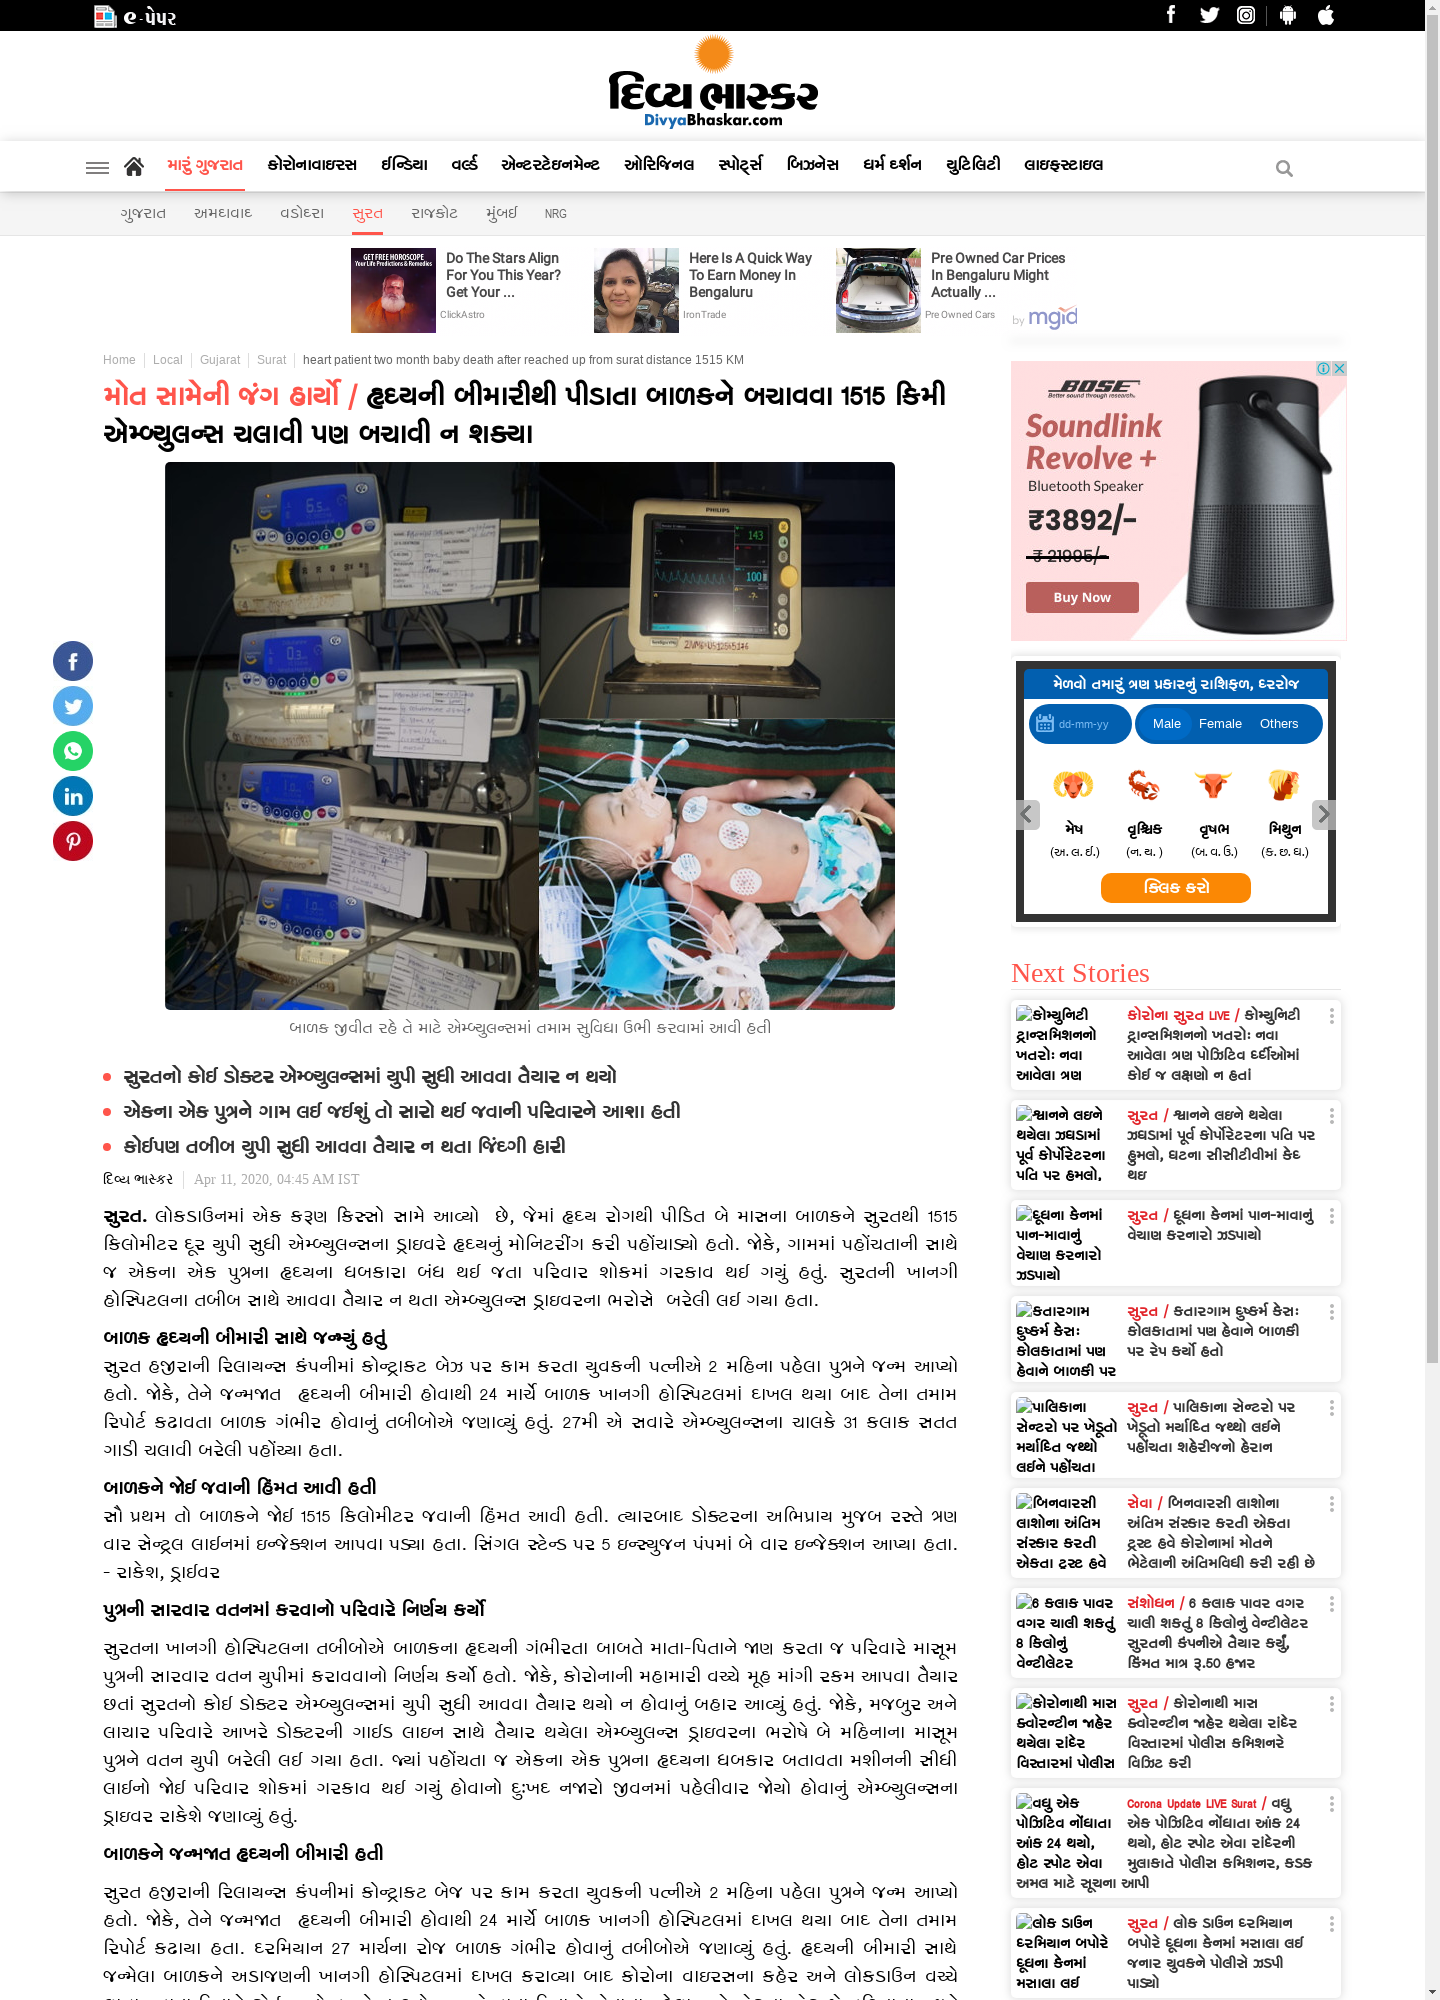 e-પેપર
દિવ્ય ભાસ્કર
DivyaBhaskar.com
મારું ગુજરાત કોરોનાવાઇરસ ઈન્ડિયા વર્લ્ડ એન્ટરટેઇનમેન્ટ ઓરિજિનલ સ્પોર્ટ્સ બિઝનેસ ધર્મ દર્શન યુટિલિટી લાઇફસ્ટાઇલ
ગુજરાત અમદાવાદ વડોદરા સુરત રાજકોટ મુંબઈ NRG
Do The Stars Align For You This Year? Get Your ...
ClickAstro
Here Is A Quick Way To Earn Money In Bengaluru
IronTrade
Pre Owned Car Prices In Bengaluru Might Actually ...
Pre Owned Cars
by mgid
GET FREE HOROSCOPE
Your Life Predictions & Remedies
Home Local Gujarat Surat heart patient two month baby death after reached up from surat distance 1515 KM
મોત સામેની જંગ હાર્યો / હૃદયની બીમારીથી પીડાતા બાળકને બચાવવા 1515 કિમી
એમ્બ્યુલન્સ ચલાવી પણ બચાવી ન શક્યા
PHILIPS
143
100
બાળક જીવીત રહે તે માટે એમ્બ્યુલન્સમાં તમામ સુવિધા ઉભી કરવામાં આવી હતી
સુરતનો કોઈ ડોક્ટર એમ્બ્યુલન્સમાં યુપી સુધી આવવા તૈયાર ન થયો
એકના એક પુત્રને ગામ લઈ જઈશું તો સારો થઈ જવાની પરિવારને આશા હતી
કોઈપણ તબીબ યુપી સુધી આવવા તૈયાર ન થતા જિંદગી હારી
દિવ્ય ભાસ્કર Apr 11, 2020, 04:45 AM IST
સુરત. લોકડાઉનમાં એક કરૂણ કિસ્સો સામે આવ્યો છે, જેમાં હૃદય રોગથી પીડિત બે માસના બાળકને સુરતથી 1515
કિલોમીટર દૂર યુપી સુધી એમ્બ્યુલન્સના ડ્રાઇવરે હૃદયનું મોનિટરીંગ કરી પહોંચાડ્યો હતો. જોકે, ગામમાં પહોંચતાની સાથે
જ એકના એક પુત્રના હૃદયના ધબકારા બંધ થઈ જતા પરિવાર શોકમાં ગરકાવ થઈ ગયું હતું. સુરતની ખાનગી
હોસ્પિટલના તબીબ સાથે આવવા તૈયાર ન થતા એમ્બ્યુલન્સ ડ્રાઇવરના ભરોસે બરેલી લઈ ગયા હતા.
બાળક હૃદયની બીમારી સાથે જન્મ્યું હતું
સુરત હજીરાની રિલાયન્સ કંપનીમાં કોન્ટ્રાકટ બેઝ પર કામ કરતા યુવકની પત્નીએ 2 મહિના પહેલા પુત્રને જન્મ આપ્યો
હતો. જોકે, તેને જન્મજાત હૃદયની બીમારી હોવાથી 24 માર્ચે બાળક ખાનગી હોસ્પિટલમાં દાખલ થયા બાદ તેના તમામ
રિપોર્ટ કઢાવતા બાળક ગંભીર હોવાનું તબીબોએ જણાવ્યું હતું. 27મી એ સવારે એમ્બ્યુલન્સના ચાલકે 31 કલાક સતત
ગાડી ચલાવી બરેલી પહોંચ્યા હતા.
બાળકને જોઈ જવાની હિંમત આવી હતી
સૌ પ્રથમ તો બાળકને જોઈ 1515 કિલોમીટર જવાની હિંમત આવી હતી. ત્યારબાદ ડોક્ટરના અભિપ્રાય મુજબ રસ્તે ત્રણ
વાર સેન્ટ્રલ લાઈનમાં ઇન્જેક્શન આપવા પડ્યા હતા. સિંગલ સ્ટેન્ડ પર 5 ઇન્સ્યુજન પંપમાં બે વાર ઇન્જેક્શન આપ્યા હતા.
- રાકેશ, ડ્રાઈવર
પુત્રની સારવાર વતનમાં કરવાનો પરિવારે નિર્ણય કર્યો
સુરતના ખાનગી હોસ્પિટલના તબીબોએ બાળકના હૃદયની ગંભીરતા બાબતે માતા-પિતાને જાણ કરતા જ પરિવારે માસૂમ
પુત્રની સારવાર વતન યુપીમાં કરાવવાનો નિર્ણય કર્યો હતો. જોકે, કોરોનાની મહામારી વચ્ચે મૂહ માંગી રકમ આપવા તૈયાર
છતાં સુરતનો કોઈ ડોક્ટર એમ્બ્યુલન્સમાં યુપી સુધી આવવા તૈયાર થયો ન હોવાનું બહાર આવ્યું હતું. જોકે, મજબુર અને
લાચાર પરિવારે આખરે ડોક્ટરની ગાઈડ લાઇન સાથે તૈયાર થયેલા એમ્બ્યુલન્સ ડ્રાઇવરના ભરોષે બે મહિનાના માસૂમ
પુત્રને વતન યુપી બરેલી લઈ ગયા હતા. જ્યાં પહોંચતા જ એકના એક પુત્રના હૃદયના ધબકાર બતાવતા મશીનની સીધી
લાઈનો જોઈ પરિવાર શોકમાં ગરકાવ થઈ ગયું હોવાનો દુઃખદ નજારો જીવનમાં પહેલીવાર જોયો હોવાનું એમ્બ્યુલન્સના
ડ્રાઇવર રાકેશે જણાવ્યું હતું.
બાળકને જન્મજાત હૃદયની બીમારી હતી
સુરત હજીરાની રિલાયન્સ કંપનીમાં કોન્ટ્રાકટ બેજ પર કામ કરતા યુવકની પત્નીએ 2 મહિના પહેલા પુત્રને જન્મ આપ્યો
હતો. જોકે, તેને જન્મજાત હૃદયની બીમારી હોવાથી 24 માર્ચે બાળક ખાનગી હોસ્પિટલમાં દાખલ થયા બાદ તેના તમામ
રિપોર્ટ કઢાયા હતા. દરમિયાન 27 માર્ચના રોજ બાળક ગંભીર હોવાનું તબીબોએ જણાવ્યું હતું. હૃદયની બીમારી સાથે
જન્મેલા બાળકને અડાજણની ખાનગી હોસ્પિટલમાં દાખલ કરાવ્યા બાદ કોરોના વાઇરસના કહેર અને લોકડાઉન વચ્ચે
BOSE
Better sound through research.
Soundlink
Revolve +
Bluetooth Speaker
₹3892/-
₹ 21995/-
Buy Now
મેળવો તમારું ત્રણ પ્રકારનું રાશિફળ, દરરોજ
dd-mm-yy Male Female Others
મેષ વૃશ્ચિક વૃષભ મિથુન
(અ. લ. ઈ.) (ન. ય. ) (બ. વ. ઉ.) (ક. છ. ઘ.)
ક્લિક કરો
Next Stories
કોમ્યુનિટી
ટ્રાન્સમિશનનો
ખતરોઃ નવા
આવેલા ત્રણ
કોરોના સુરત LIVE / કોમ્યુનિટી
ટ્રાન્સમિશનનો ખતરોઃ નવા
આવેલા ત્રણ પોઝિટિવ દર્દીઓમાં
કોઈ જ લક્ષણો ન હતાં
શ્વાનને લઇને
થયેલા ઝઘડામાં
પૂર્વ કોર્પોરેટરના
પતિ પર હુમલો,
સુરત / શ્વાનને લઇને થયેલા
ઝઘડામાં પૂર્વ કોર્પોરેટરના પતિ પર
હુમલો, ઘટના સીસીટીવીમાં કેદ
થઇ
દૂધના કેનમાં
પાન-માવાનું
વેચાણ કરનારો
ઝડપાયો
સુરત / દૂધના કેનમાં પાન-માવાનું
વેચાણ કરનારો ઝડપાયો
કતારગામ
દુષ્કર્મ કેસઃ
કોલકાતામાં પણ
હેવાને બાળકી પર
સુરત / કતારગામ દુષ્કર્મ કેસઃ
કોલકાતામાં પણ હેવાને બાળકી
પર રેપ કર્યો હતો
પાલિકાના
સેન્ટરો પર ખેડૂતો
મર્યાદિત જથ્થો
લઈને પહોંચતા
સુરત / પાલિકાના સેન્ટરો પર
ખેડૂતો મર્યાદિત જથ્થો લઈને
પહોંચતા શહેરીજનો હેરાન
બિનવારસી
લાશોના અંતિમ
સંસ્કાર કરતી
એકતા ટ્રસ્ટ હવે
સેવા / બિનવારસી લાશોના
અંતિમ સંસ્કાર કરતી એકતા
ટ્રસ્ટ હવે કોરોનામાં મોતને
ભેટેલાની અંતિમવિધી કરી રહી છે
6 કલાક પાવર
વગર ચાલી શકતું
8 કિલોનું
વેન્ટીલેટર
સંશોધન / 6 કલાક પાવર વગર
ચાલી શકતું 8 કિલોનું વેન્ટીલેટર
સુરતની કંપનીએ તૈયાર કર્યું,
કિંમત માત્ર રૂ.50 હજાર
કોરોનાથી માસ
ક્વોરન્ટીન જાહેર
થયેલા રાંદેર
વિસ્તારમાં પોલીસ
સુરત / કોરોનાથી માસ
ક્વોરન્ટીન જાહેર થયેલા રાંદેર
વિસ્તારમાં પોલીસ કમિશનરે
વિઝિટ કરી
વધુ એક
પોઝિટિવ નોંધાતા
આંક 24 થયો,
હોટ સ્પોટ એવા
Corona Update LIVE Surat / વધુ
એક પોઝિટિવ નોંધાતા આંક 24
થયો, હોટ સ્પોટ એવા રાંદેરની
મુલાકાતે પોલીસ કમિશનર, કડક
અમલ માટે સૂચના આપી
લોક ડાઉન
દરમિયાન બપોરે
દૂધના કેનમાં
મસાલા લઈ
સુરત / લોક ડાઉન દરમિયાન
બપોરે દૂધના કેનમાં મસાલા લઈ
જનાર યુવકને પોલીસે ઝડપી
પાડ્યો